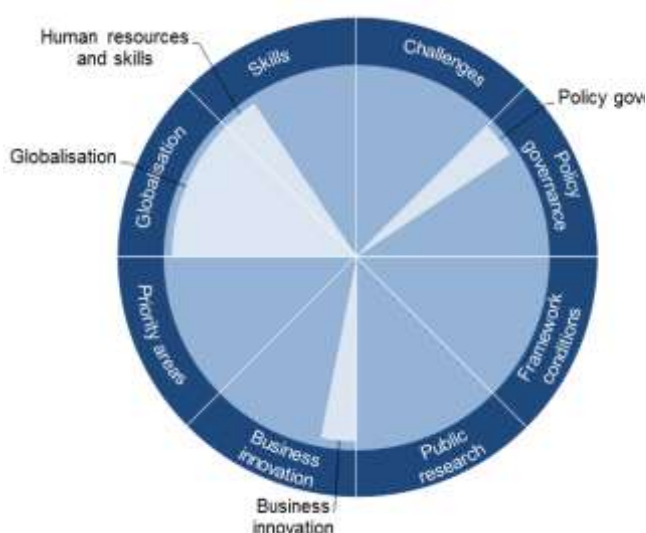 Human resources
and skills
Skills
Challenges
Policy gove
Globalisation
Globalisation
Policy
governance
Priority areas
Framework
conditions
Business
innovation
Public
research
Business
innovation